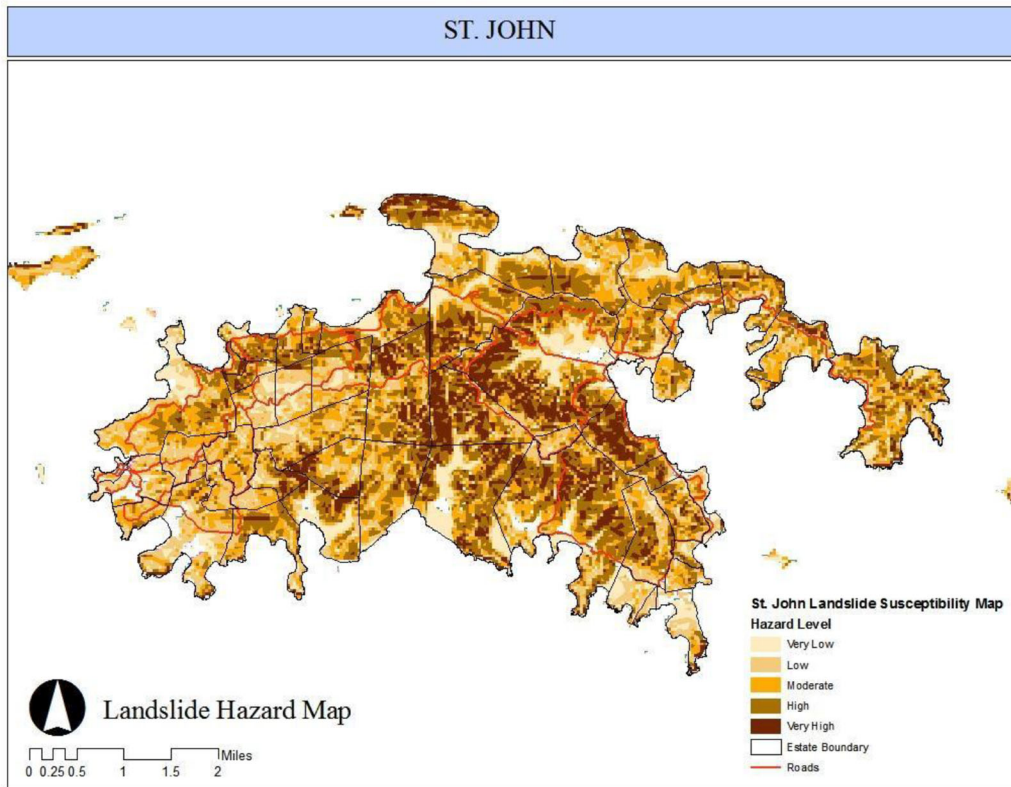 ST. JOHN
St. John Landslide Susceptibility Map
Hazard Level
Very Low
Low
Moderate
High
Very High
Estate Boundary
Roads
Landslide Hazard Map
Miles
0 0.25 0.5 1 1.5 2